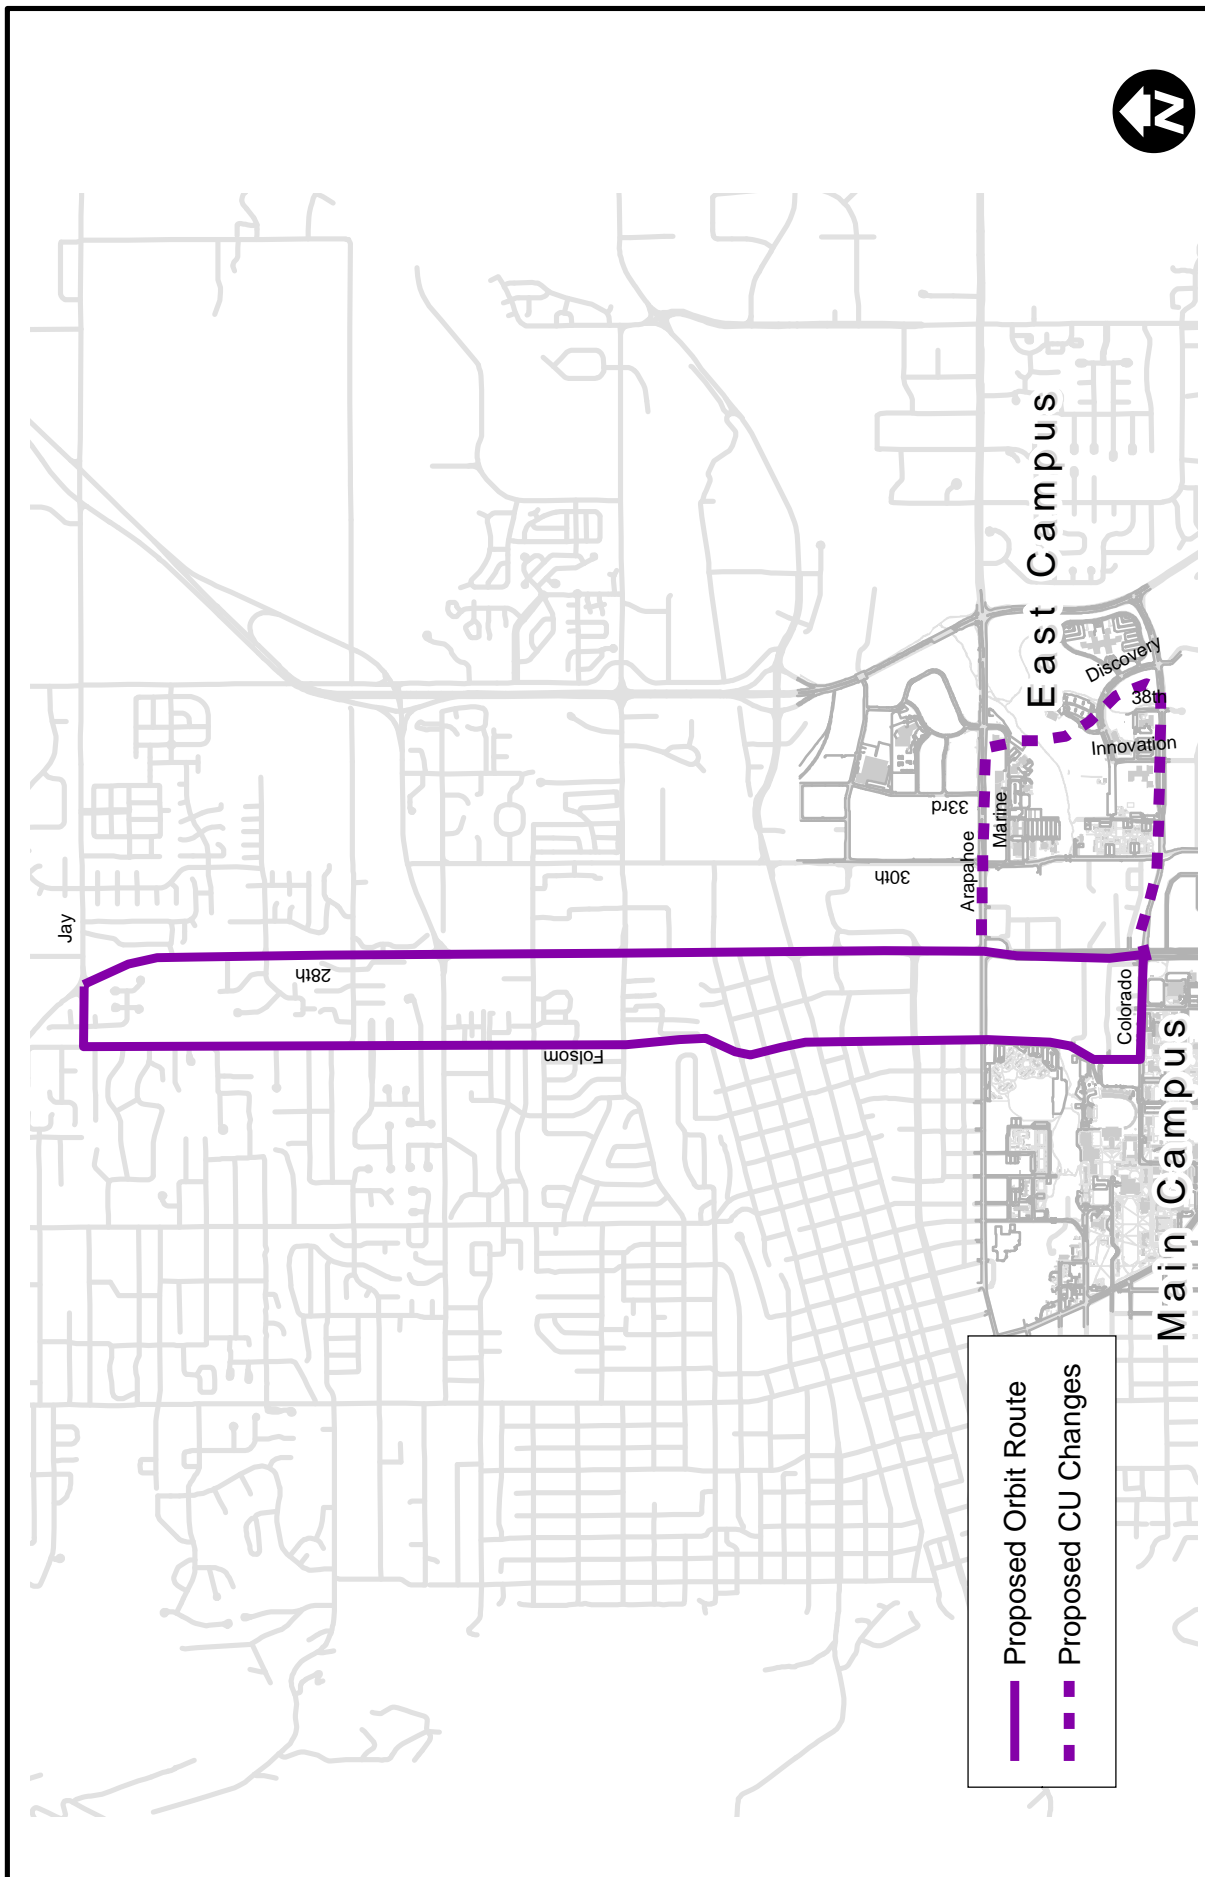 N
Jay
28th
Folsom
30th
33rd
Arapahoe
Marine
Innovation
38th
Discovery
Colorado
East Campus
Main Campus
Proposed Orbit Route
Proposed CU Changes